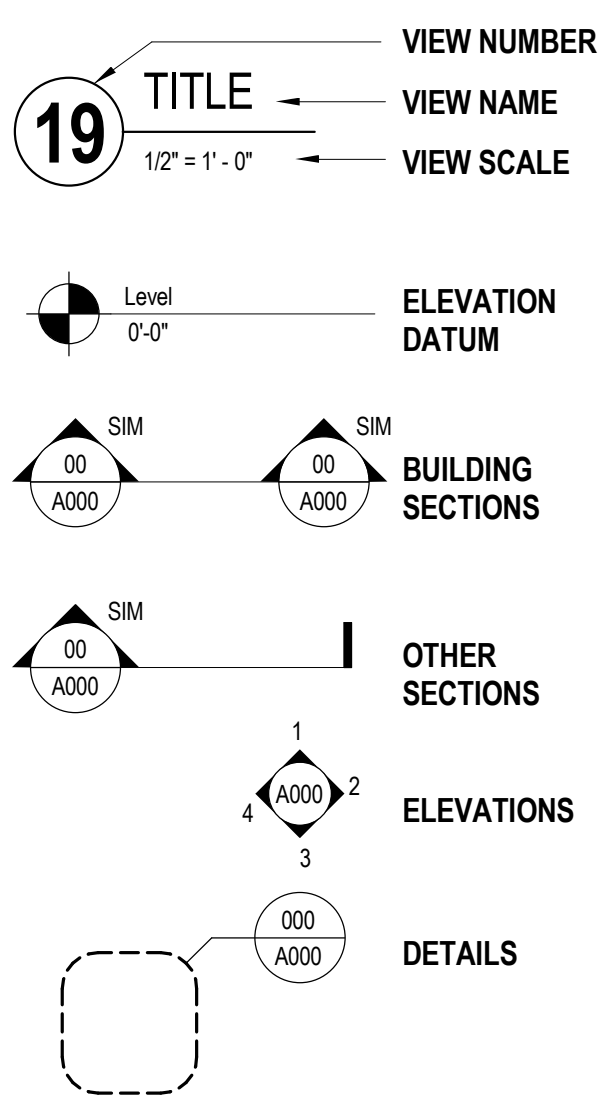 VIEW NUMBER
19
TITLE
VIEW NAME
1/2" = 1' - 0"
VIEW SCALE
Level
0'-0"
ELEVATION
DATUM
SIM
SIM
00
00
A000
A000
BUILDING
SECTIONS
SIM
00
A000
OTHER
SECTIONS
1
A000
2
4
3
ELEVATIONS
000
A000
DETAILS